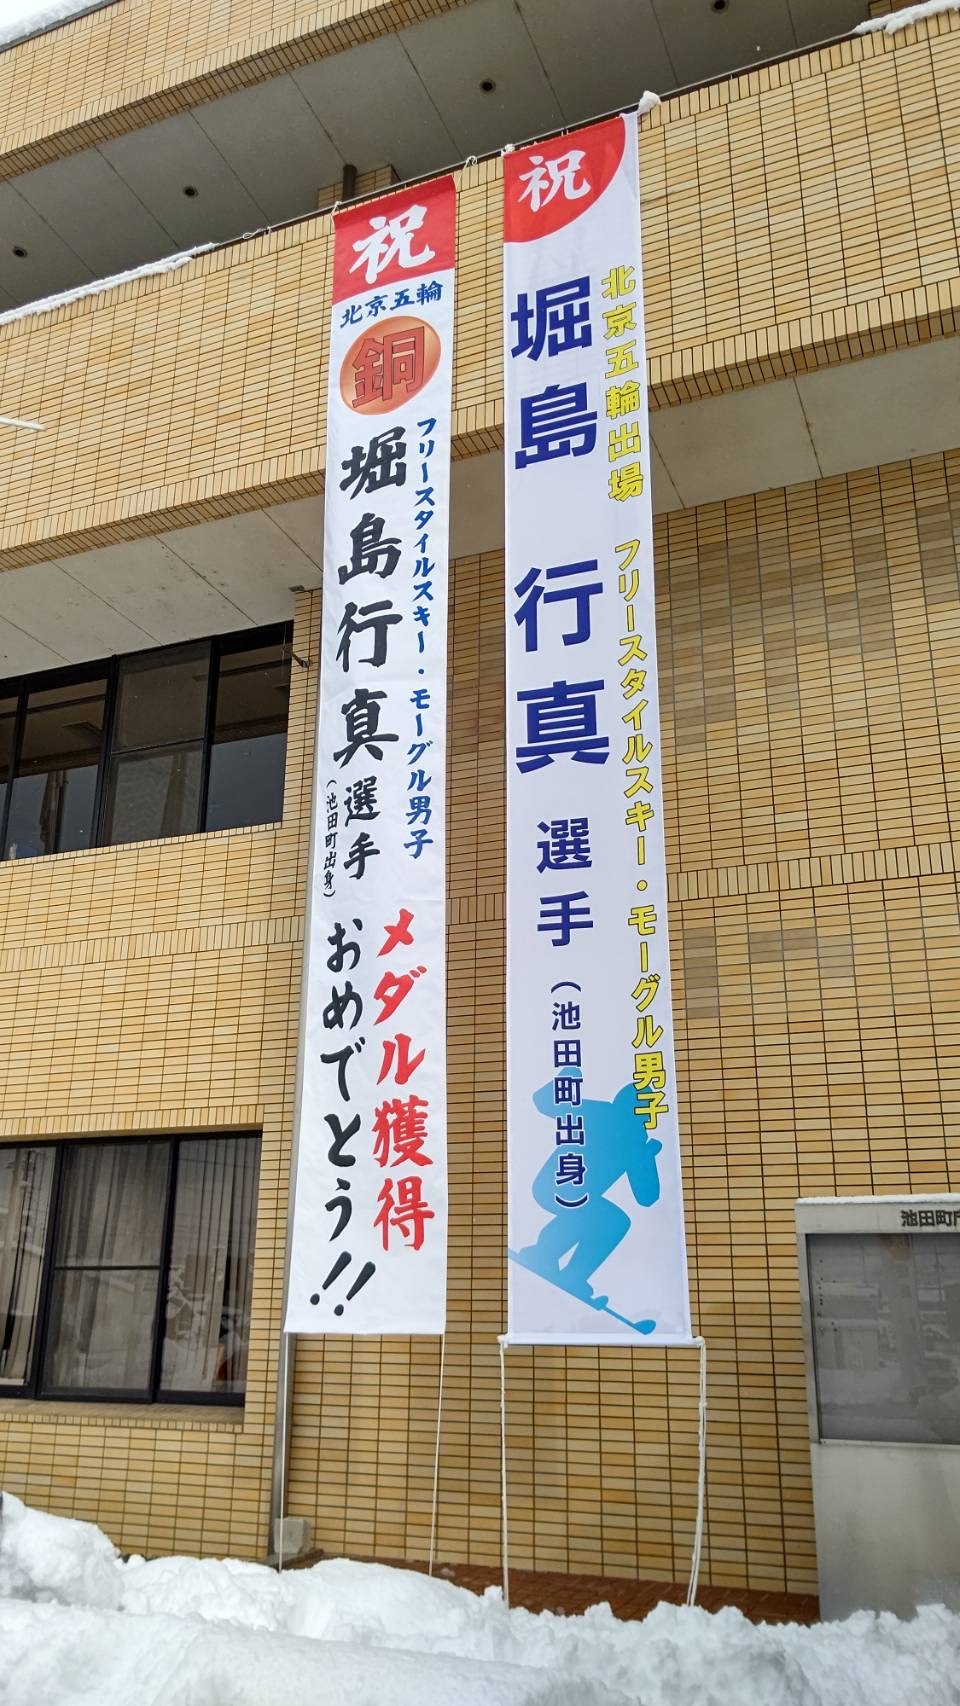 祝
北京五輪出場 フリースタイルスキー・モーグル男子
堀島 行真 選手（池田町出身）
祝
北京五輪
銅
フリースタイルスキー・モーグル男子
堀島行真選手
（池田町出身）
メダル獲得
おめでとう!!
池田町